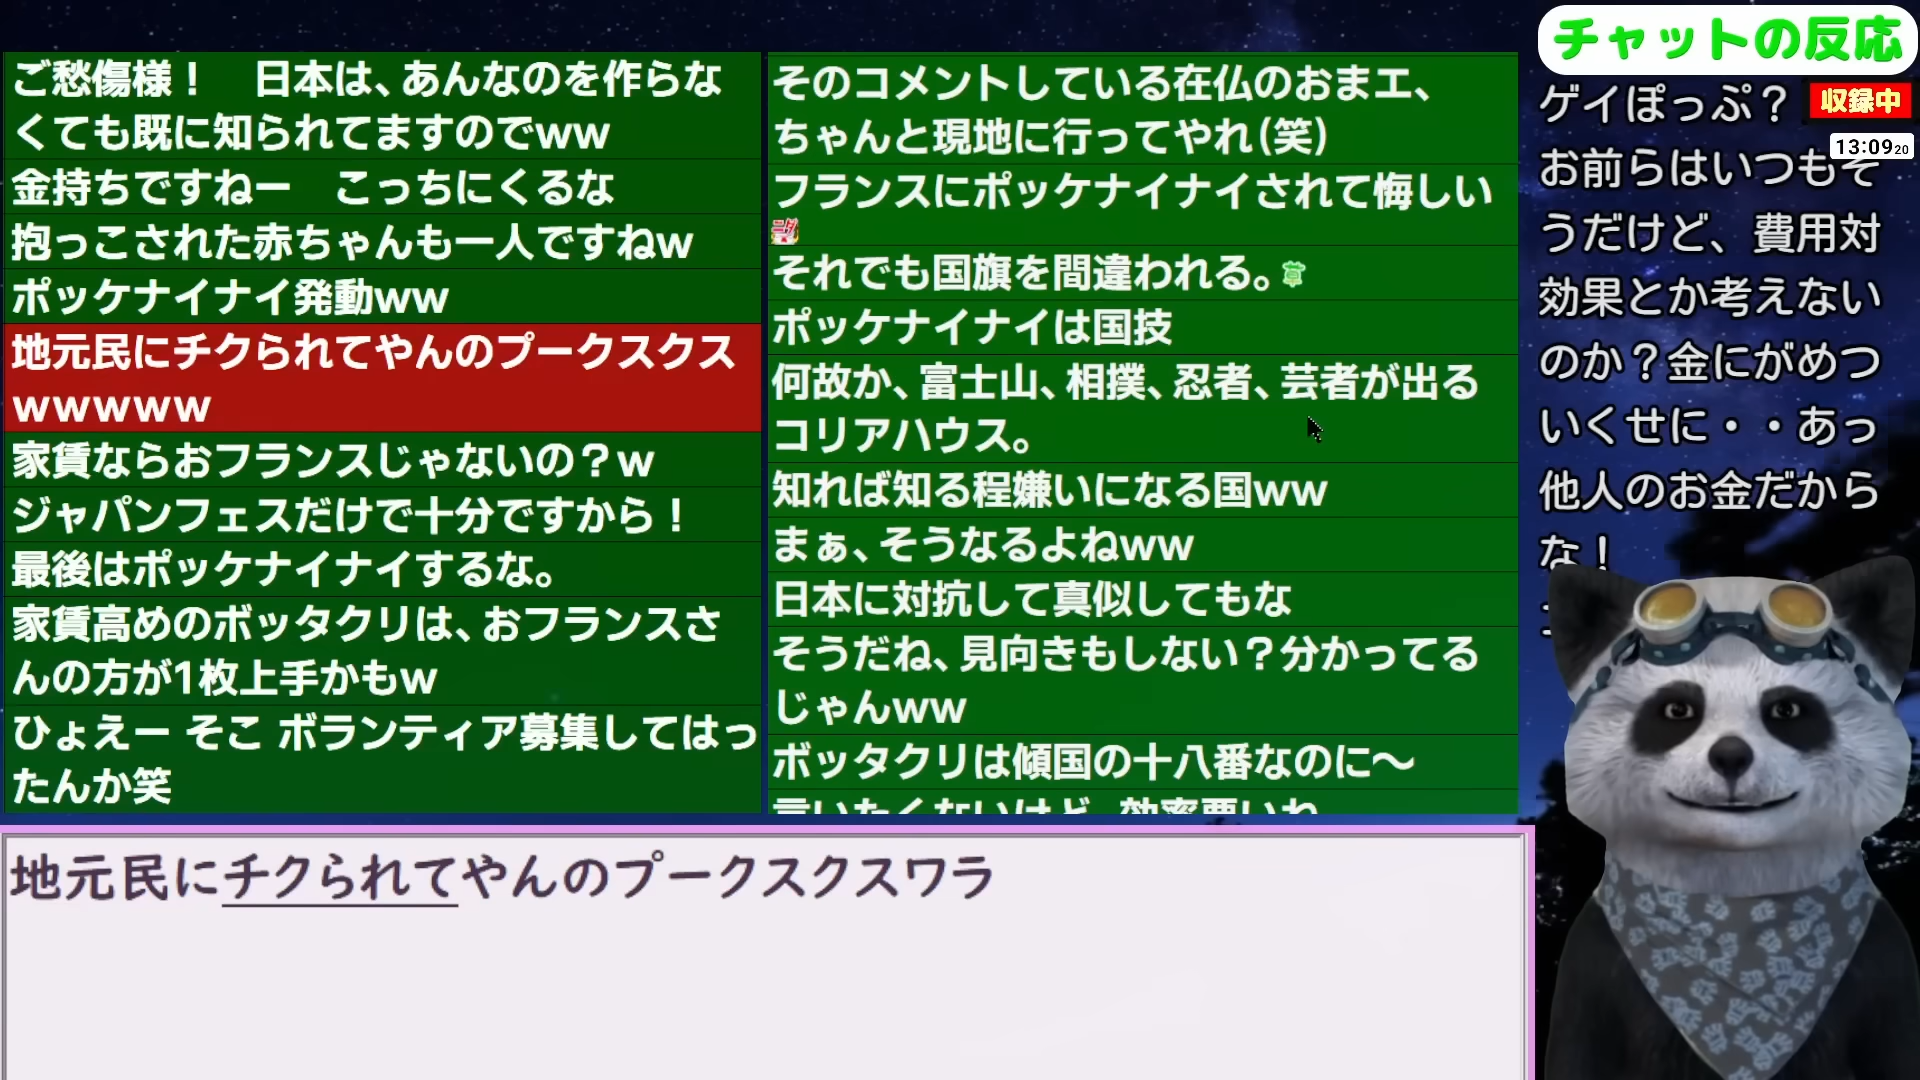 ご愁傷様！　日本は、あんなのを作らな
くても既に知られてますのでww
金持ちですねー　こっちにくるな
抱っこされた赤ちゃんも一人ですねw
ポッケナイナイ発動ww
地元民にチクられてやんのプークスクス
wwwww
家賃ならおフランスじゃないの？w
ジャパンフェスだけで十分ですから！
最後はポッケナイナイするな。
家賃高めのボッタクリは、おフランスさ
んの方が1枚上手かもw
ひょえー そこ ボランティア募集してはっ
たんか笑
そのコメントしている在仏のおまエ、
ちゃんと現地に行ってやれ(笑)
フランスにポッケナイナイされて悔しい
それでも国旗を間違われる。
ポッケナイナイは国技
何故か、富士山、相撲、忍者、芸者が出る
コリアハウス。
知れば知る程嫌いになる国ww
まぁ、そうなるよねww
日本に対抗して真似してもな
そうだね、見向きもしない？分かってる
じゃんww
ボッタクリは傾国の十八番なのに～
言いたくないけど、効率悪いわ
チャットの反応
収録中
13:09 20
ゲイぽっぷ？
お前らはいつもそ
うだけど、費用対
効果とか考えない
のか？金にがめつ
いくせに・・あっ
他人のお金だから
な！
地元民にチクられてやんのプークスクスワラ